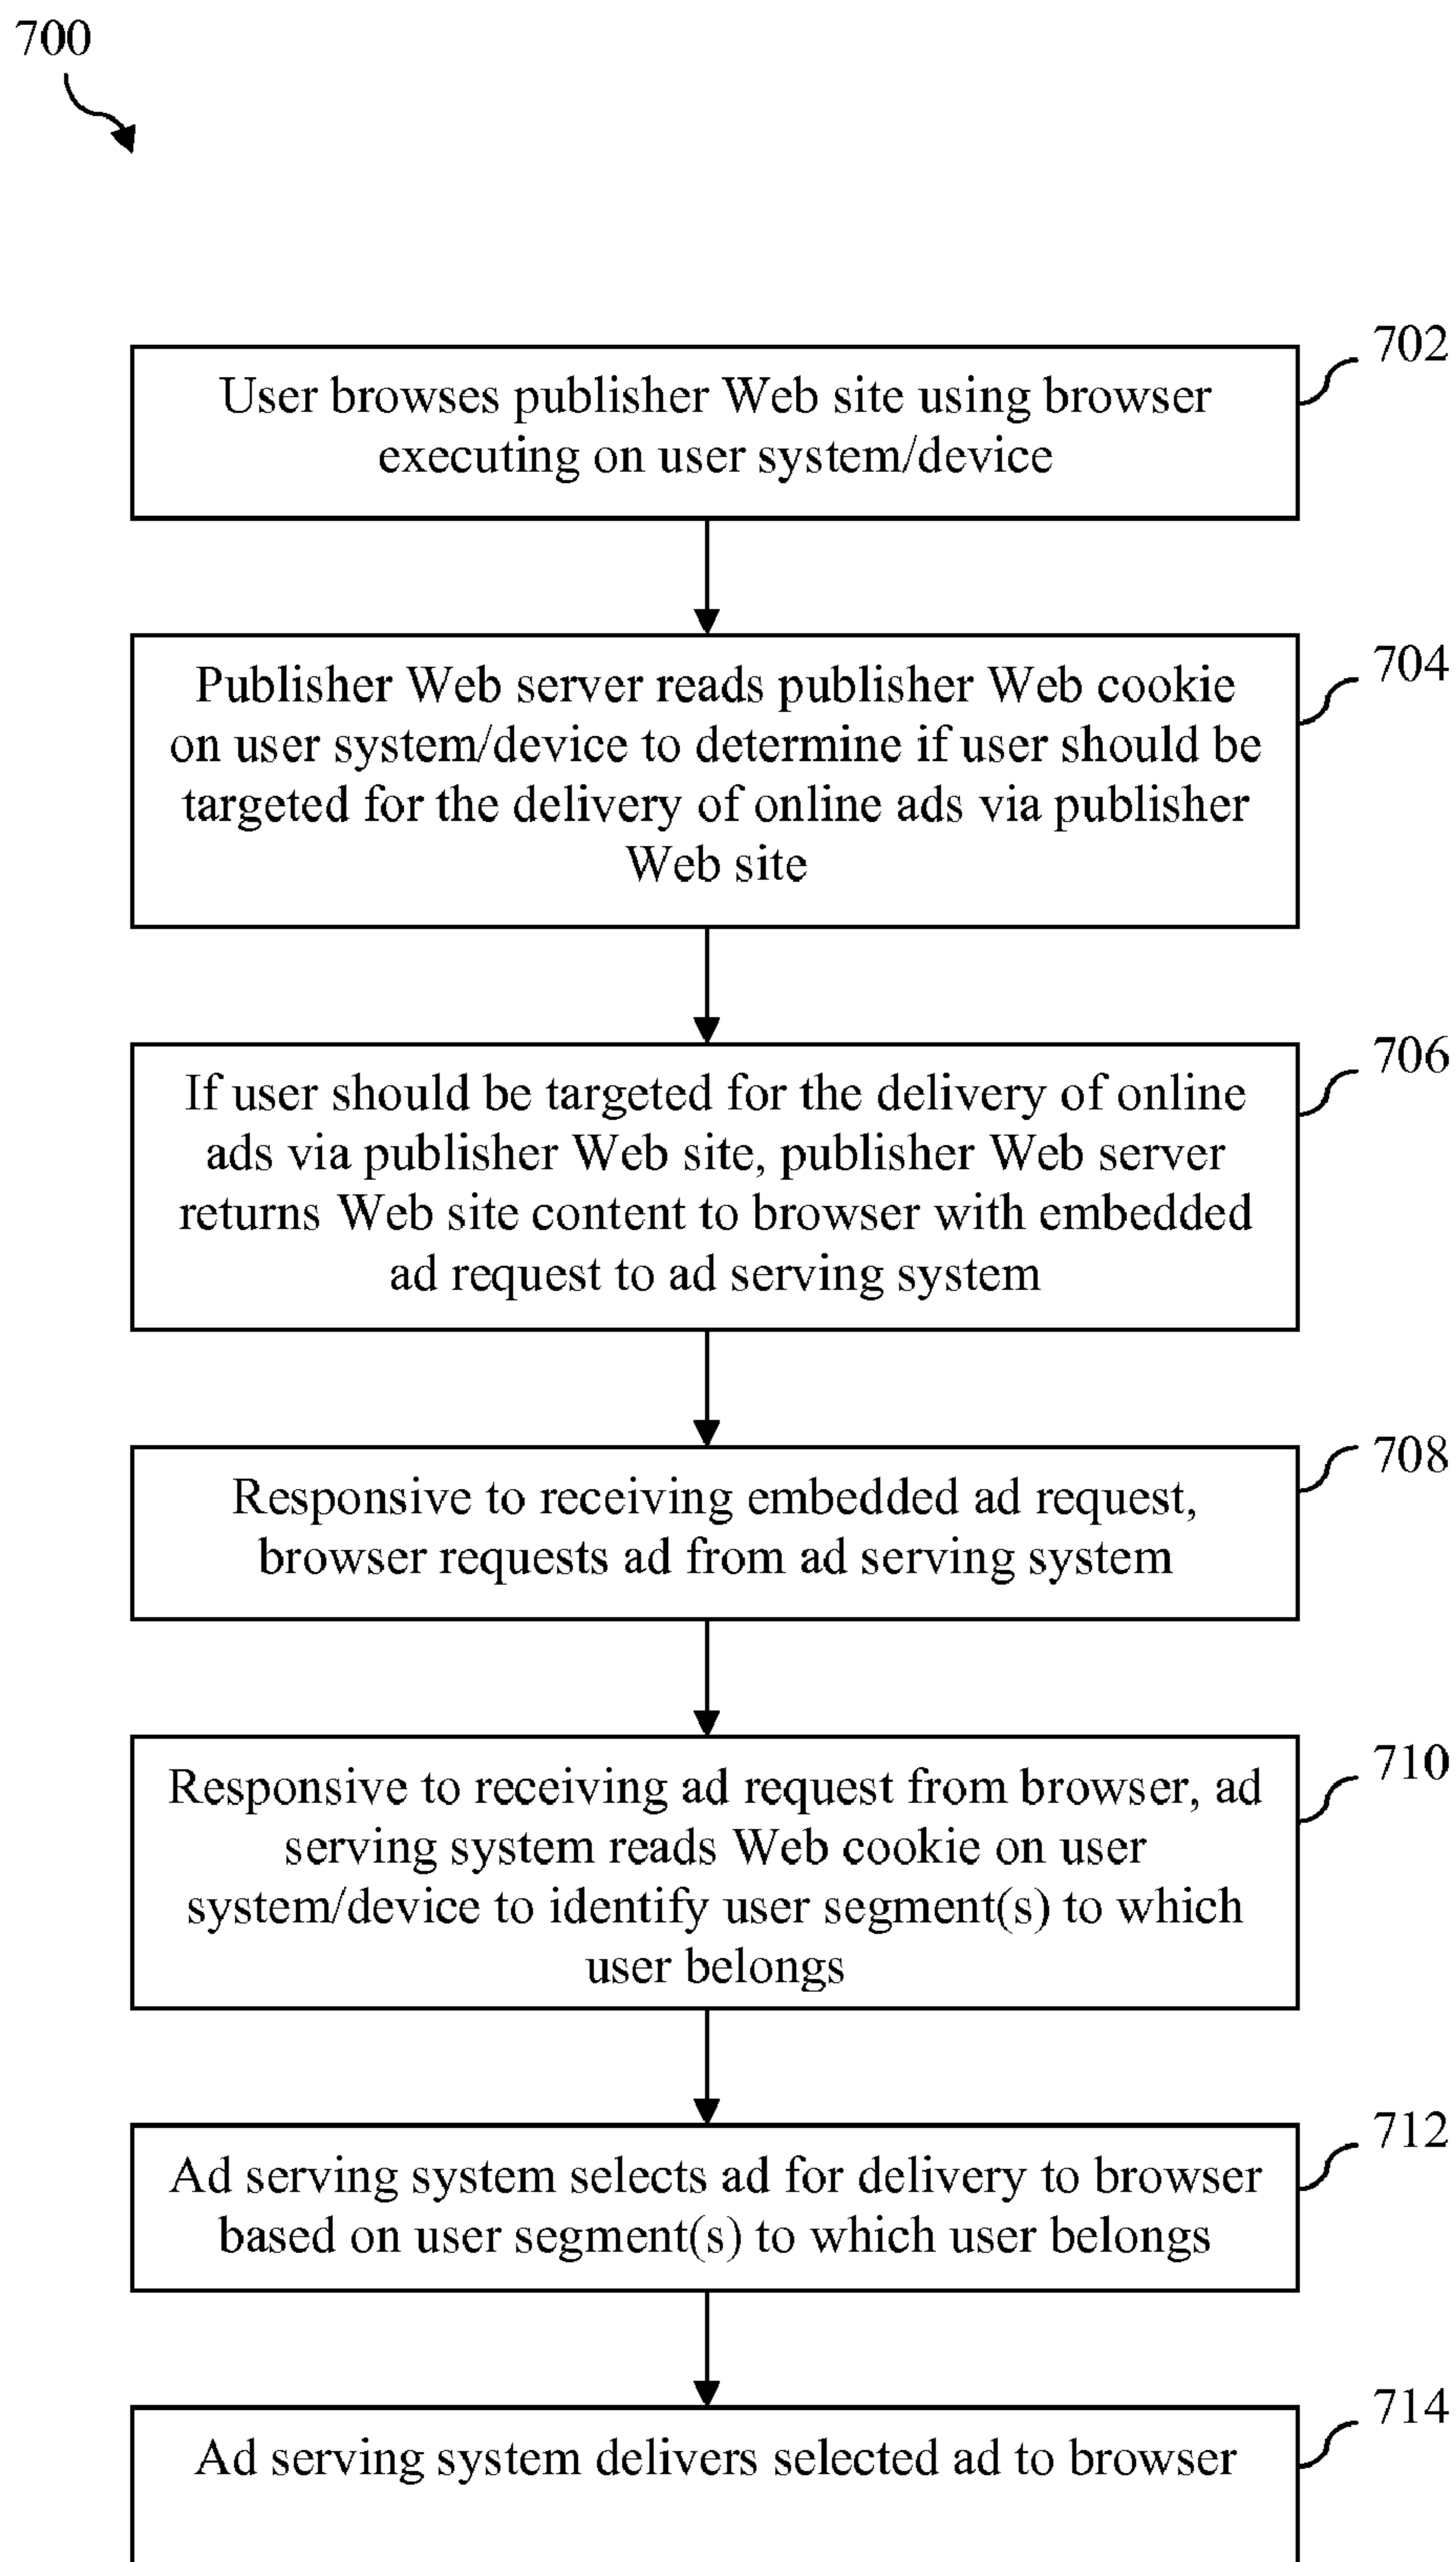 700
702
User browses publisher Web site using browser
executing on user system/device
704
Publisher Web server reads publisher Web cookie
on user system/device to determine if user should be
targeted for the delivery of online ads via publisher
Web site
706
If user should be targeted for the delivery of online
ads via publisher Web site, publisher Web server
returns Web site content to browser with embedded
ad request to ad serving system
708
Responsive to receiving embedded ad request,
browser requests ad from ad serving system
710
Responsive to receiving ad request from browser, ad
serving system reads Web cookie on user
system/device to identify user segment(s) to which
user belongs
712
Ad serving system selects ad for delivery to browser
based on user segment(s) to which user belongs
714
Ad serving system delivers selected ad to browser